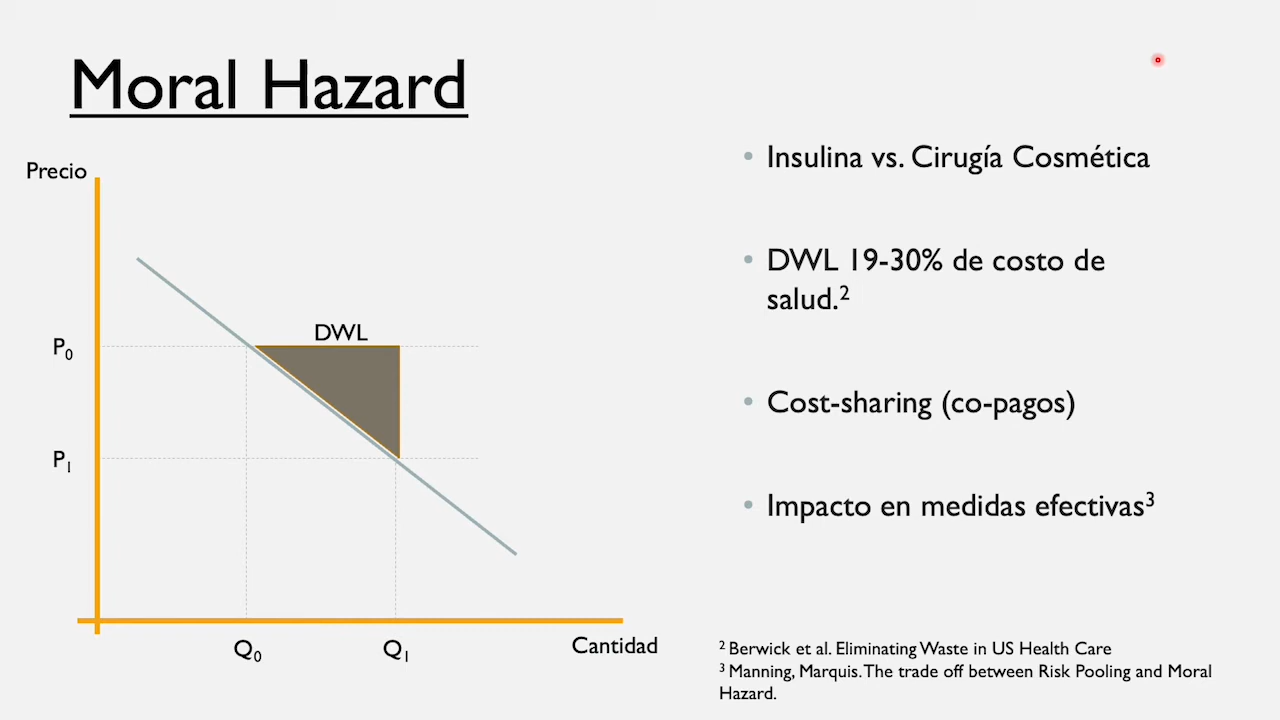 Moral Hazard
Precio
DWL
P0
P1
Q0
Q1
Cantidad
• Insulina vs. Cirugía Cosmética
• DWL 19-30% de costo de
salud.2
• Cost-sharing (co-pagos)
• Impacto en medidas efectivas3
2 Berwick et al. Eliminating Waste in US Health Care
3 Manning, Marquis. The trade off between Risk Pooling and Moral
Hazard.